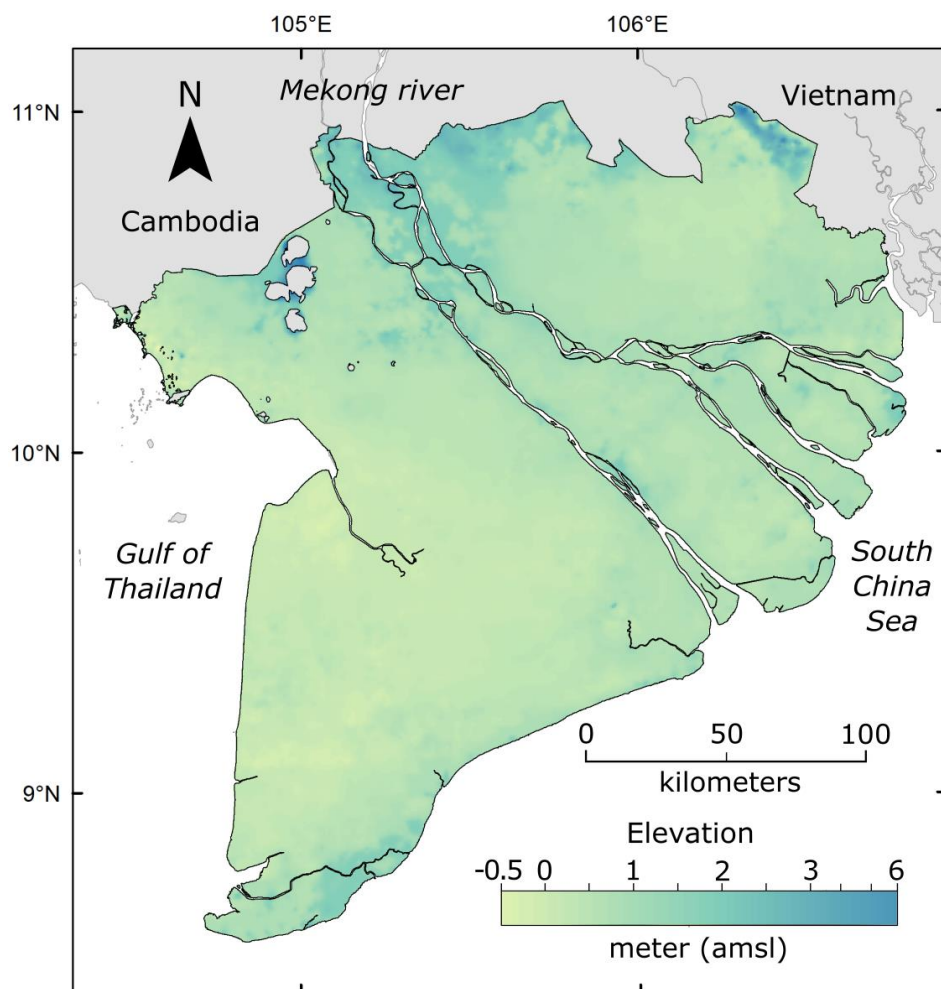 105°E
106°E
11°N
Mekong river
Vietnam
N
Cambodia
10°N
Gulf of
Thailand
South
China
Sea
0
50
100
kilometers
9°N
Elevation
-0.5 0 1 2 3 6
meter (amsl)